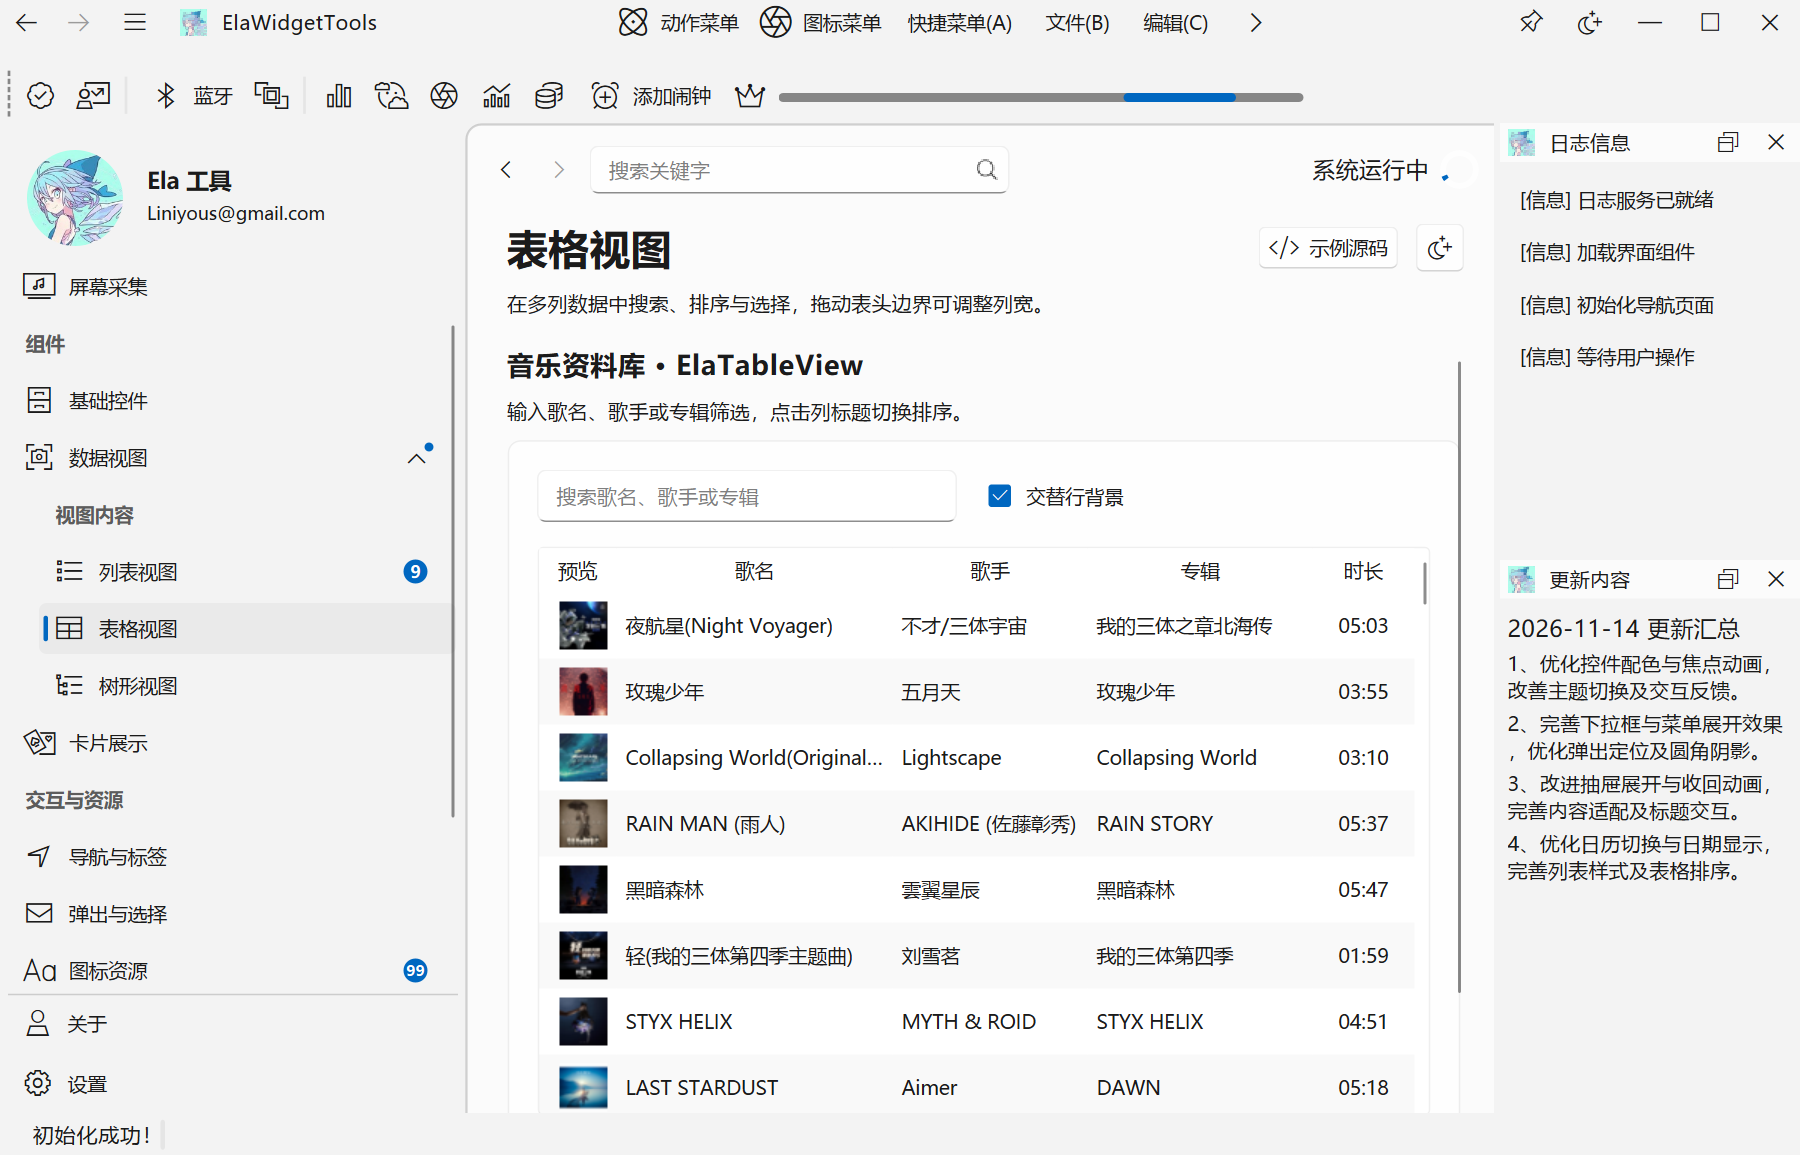 ElaWidgetTools
动作菜单
图标菜单
快捷菜单(A)
文件(B)
编辑(C)
蓝牙
添加闹钟
Ela 工具
Liniyous@gmail.com
屏幕采集
组件
基础控件
数据视图
视图内容
列表视图
9
表格视图
树形视图
卡片展示
交互与资源
导航与标签
弹出与选择
图标资源
99
关于
设置
初始化成功！
搜索关键字
系统运行中
表格视图
</> 示例源码
在多列数据中搜索、排序与选择，拖动表头边界可调整列宽。
音乐资料库 • ElaTableView
输入歌名、歌手或专辑筛选，点击列标题切换排序。
搜索歌名、歌手或专辑
交替行背景
预览 歌名 歌手 专辑 时长
夜航星(Night Voyager) 不才/三体宇宙 我的三体之章北海传 05:03
玫瑰少年 五月天 玫瑰少年 03:55
Collapsing World(Original... Lightscape Collapsing World 03:10
RAIN MAN (雨人) AKIHIDE (佐藤彰秀) RAIN STORY 05:37
黑暗森林 雲翼星辰 黑暗森林 05:47
轻(我的三体第四季主题曲) 刘雪茗 我的三体第四季 01:59
STYX HELIX MYTH & ROID STYX HELIX 04:51
LAST STARDUST Aimer DAWN 05:18
日志信息
[信息] 日志服务已就绪
[信息] 加载界面组件
[信息] 初始化导航页面
[信息] 等待用户操作
更新内容
2026-11-14 更新汇总
1、优化控件配色与焦点动画，
改善主题切换及交互反馈。
2、完善下拉框与菜单展开效果
，优化弹出定位及圆角阴影。
3、改进抽屉展开与收回动画，
完善内容适配及标题交互。
4、优化日历切换与日期显示，
完善列表样式及表格排序。